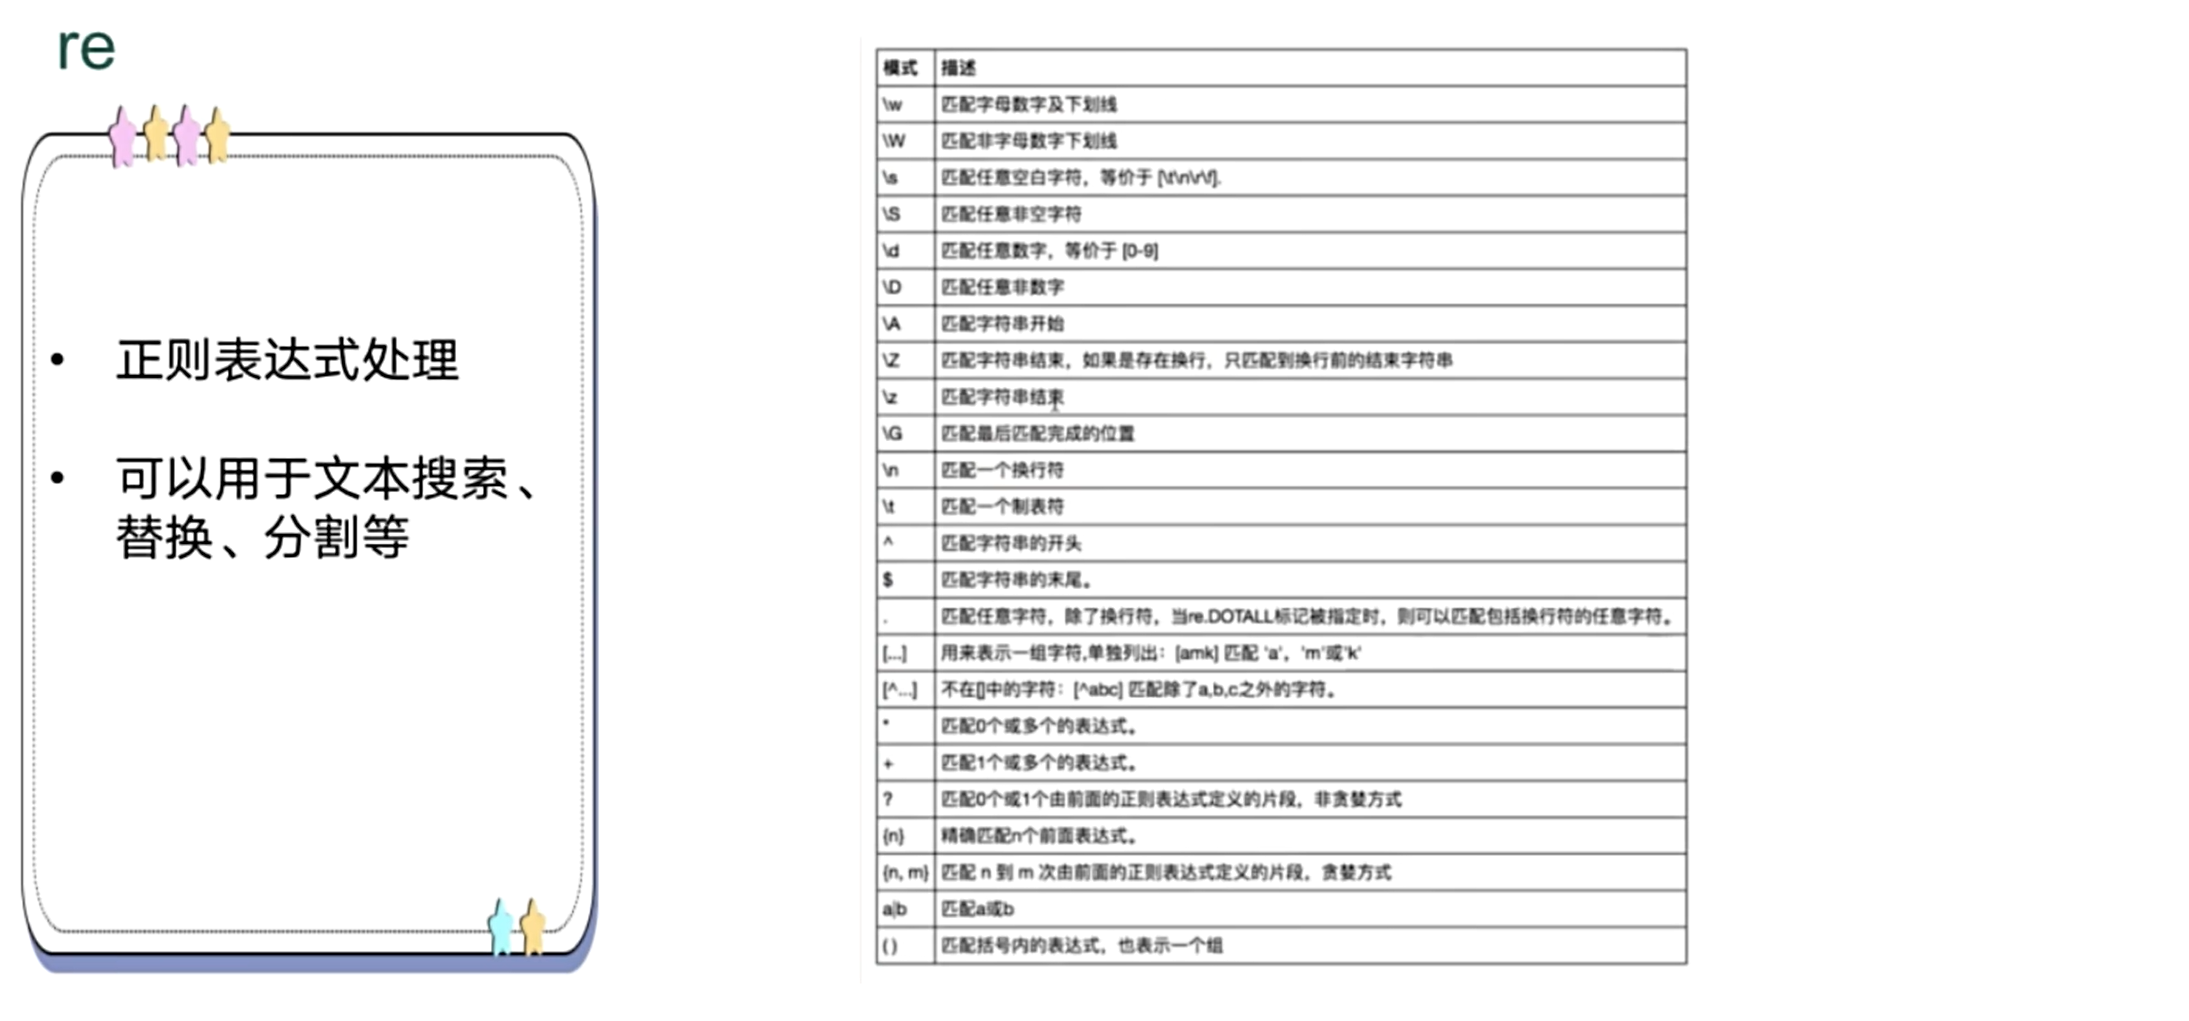 re
• 正则表达式处理
• 可以用于文本搜索、
替换、分割等
模式 描述
\w 匹配字母数字及下划线
\W 匹配非字母数字下划线
\s 匹配任意空白字符，等价于 [\t\n\r\f].
\S 匹配任意非空字符
\d 匹配任意数字，等价于 [0-9]
\D 匹配任意非数字
\A 匹配字符串开始
\Z 匹配字符串结束，如果是存在换行，只匹配到换行前的结束字符串
\z 匹配字符串结束
\G 匹配最后匹配完成的位置
\n 匹配一个换行符
\t 匹配一个制表符
^ 匹配字符串的开头
$ 匹配字符串的末尾。
. 匹配任意字符，除了换行符，当re.DOTALL标记被指定时，则可以匹配包括换行符的任意字符。
[...] 用来表示一组字符,单独列出：[amk] 匹配 'a'，'m'或'k'
[^...] 不在[]中的字符：[^abc] 匹配除了a,b,c之外的字符。
* 匹配0个或多个的表达式。
+ 匹配1个或多个的表达式。
? 匹配0个或1个由前面的正则表达式定义的片段，非贪婪方式
{n} 精确匹配n个前面表达式。
{n, m} 匹配 n 到 m 次由前面的正则表达式定义的片段，贪婪方式
a|b 匹配a或b
( ) 匹配括号内的表达式，也表示一个组